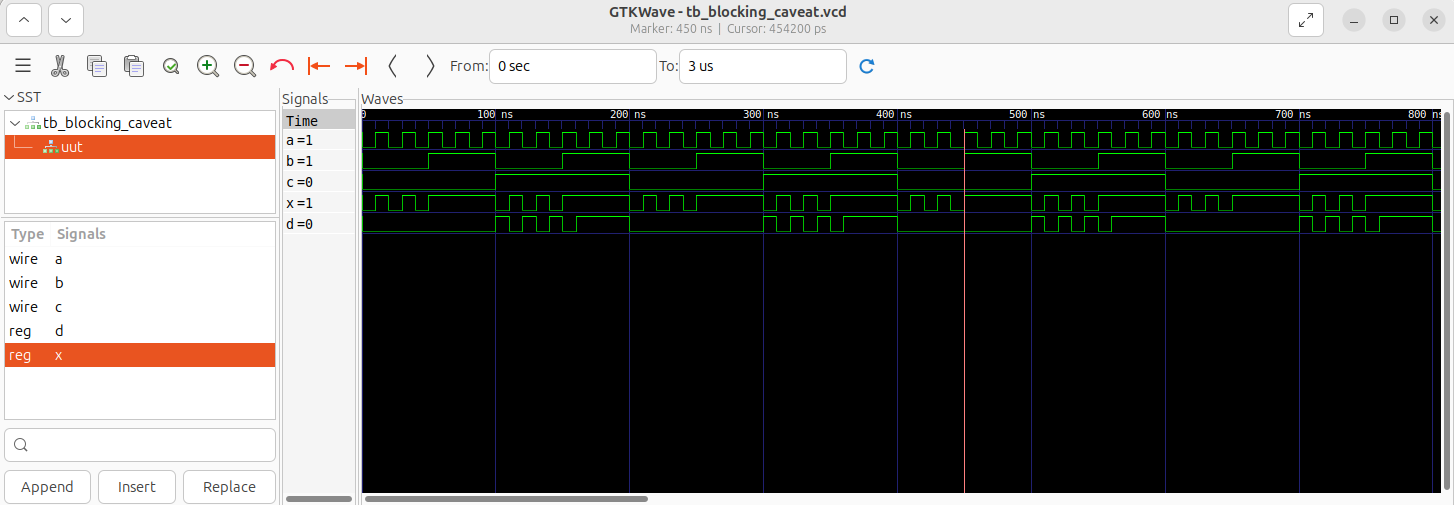 GTKWave - tb_blocking_caveat.vcd
Marker: 450 ns | Cursor: 454200 ps
From: 0 sec To: 3 us
SST
tb_blocking_caveat
uut
Type Signals
wire a
wire b
wire c
reg d
reg x
Append Insert Replace
Signals
Time
a=1
b=1
c=0
x=1
d=0
Waves
0 100 ns 200 ns 300 ns 400 ns 500 ns 600 ns 700 ns 800 ns